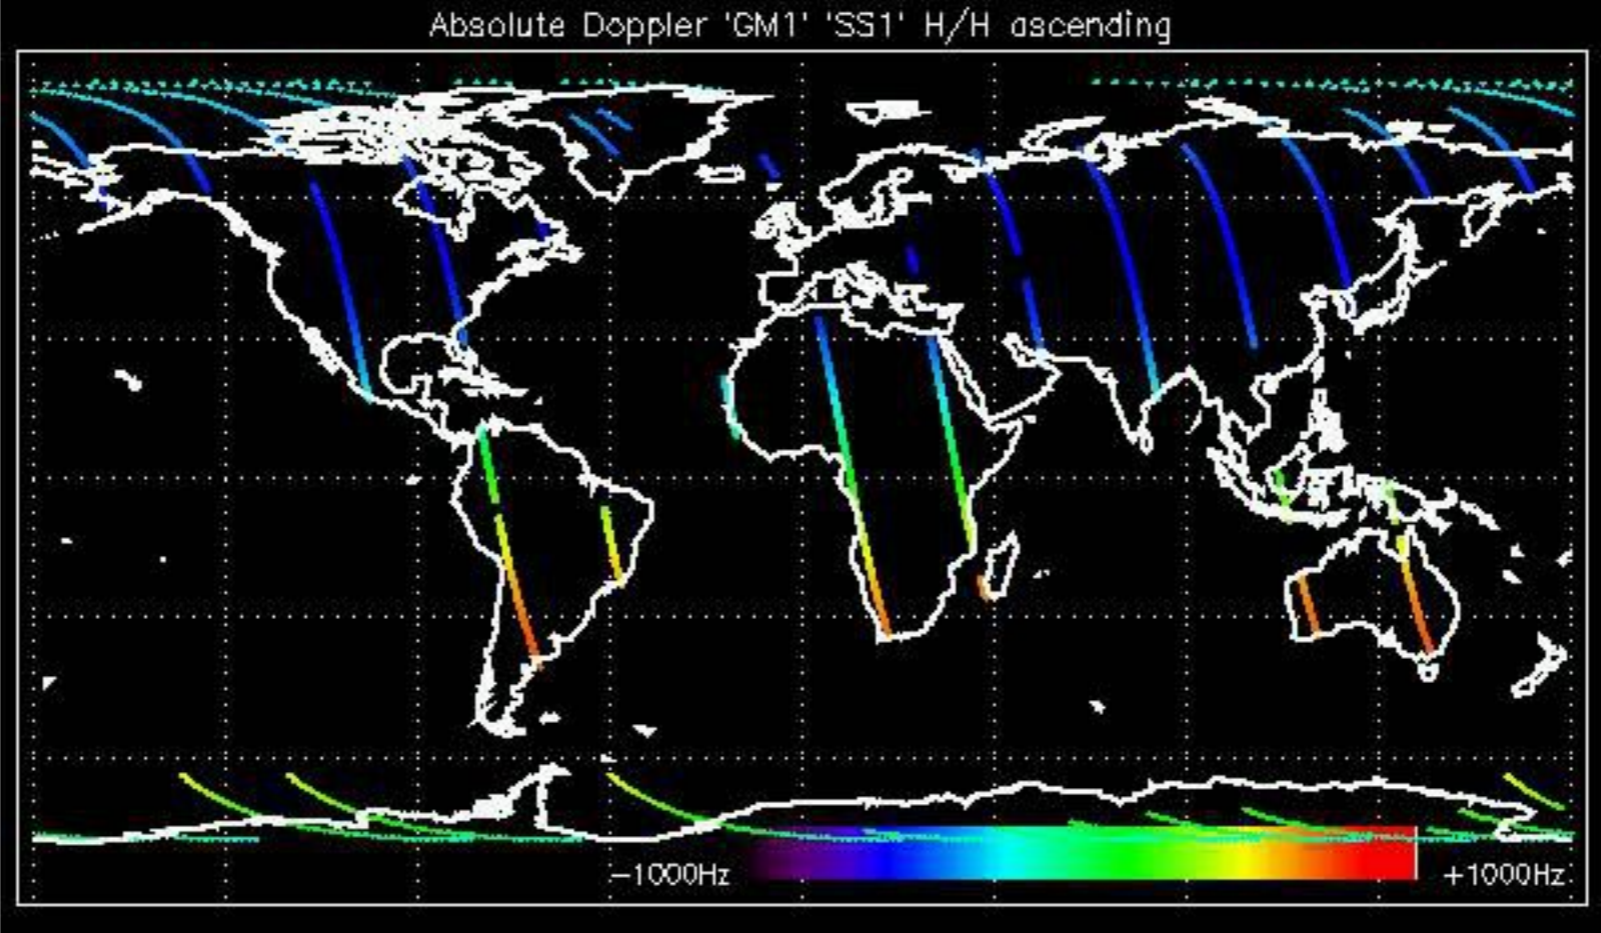 Absolute Doppler 'GM1' 'SS1' H/H ascending
−1000Hz
+1000Hz